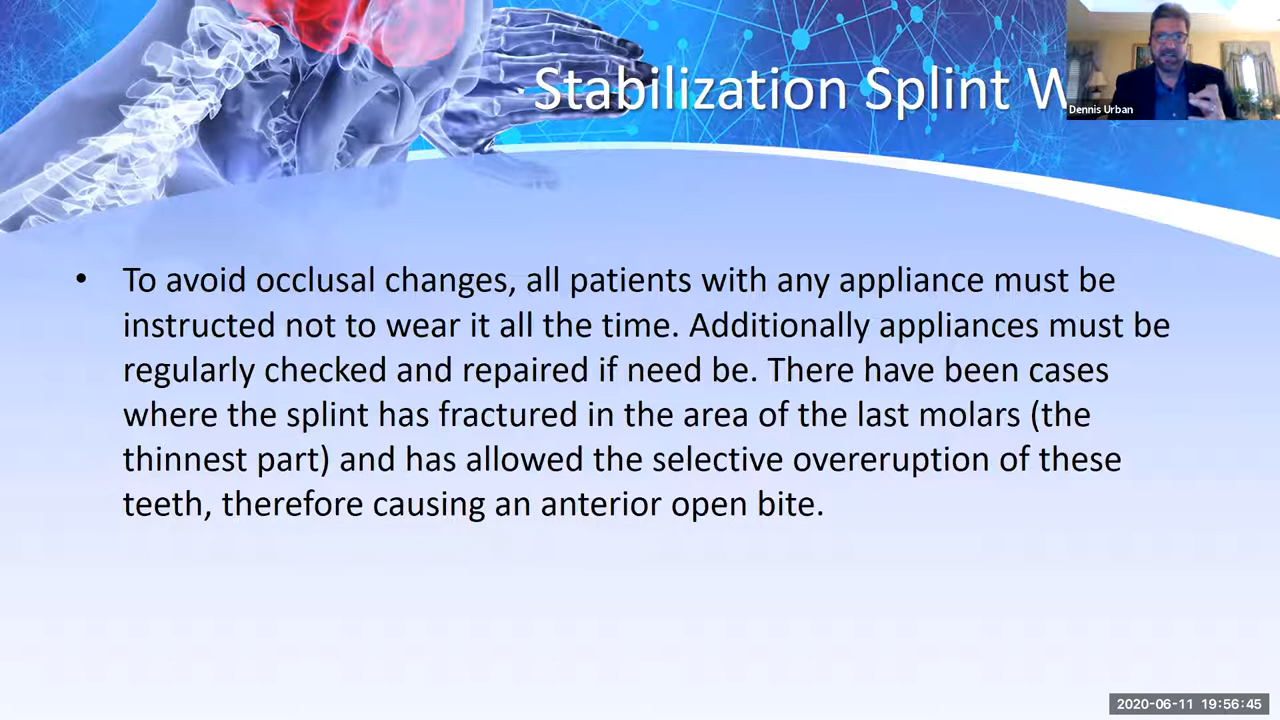 Stabilization Splint
Dennis Urban
• To avoid occlusal changes, all patients with any appliance must be
instructed not to wear it all the time. Additionally appliances must be
regularly checked and repaired if need be. There have been cases
where the splint has fractured in the area of the last molars (the
thinnest part) and has allowed the selective overeruption of these
teeth, therefore causing an anterior open bite.
2020-06-11 19:56:45